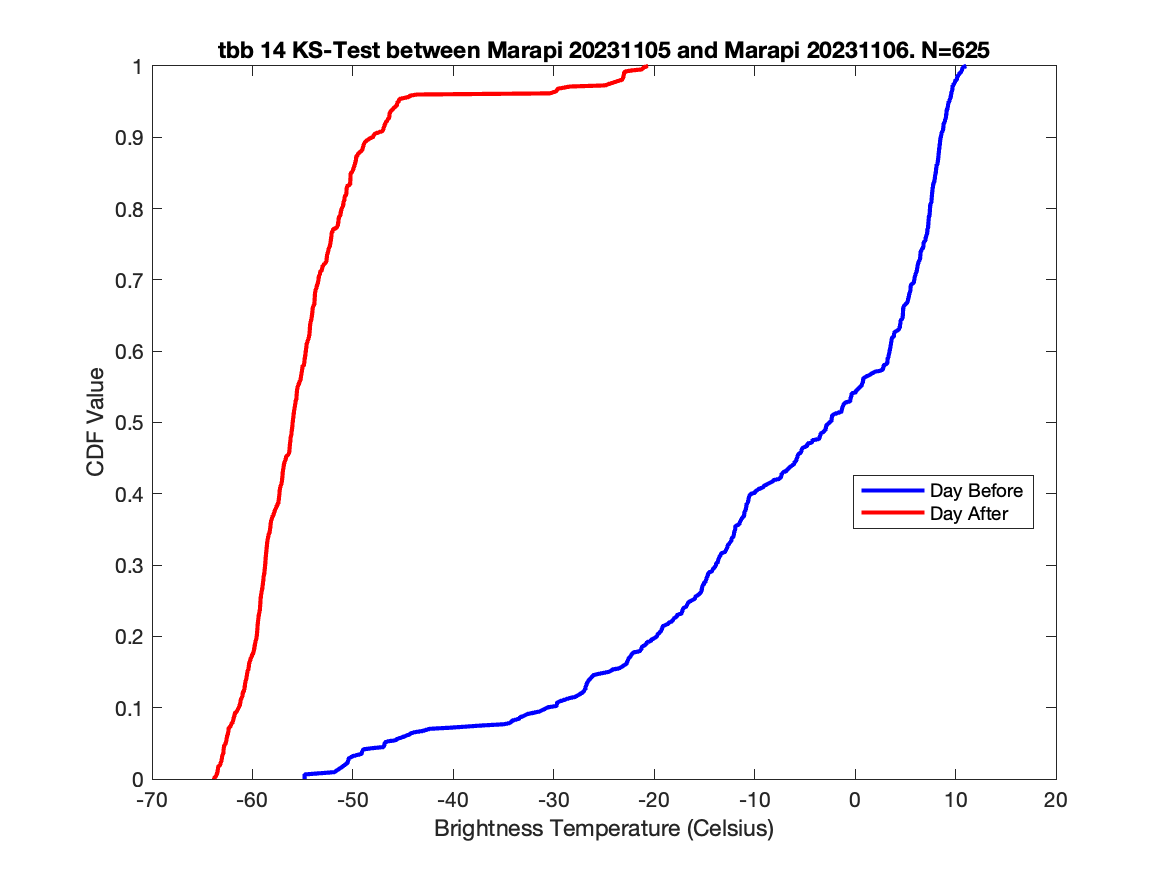 tbb 14 KS-Test between Marapi 20231105 and Marapi 20231106. N=625
1
0.9
0.8
0.7
0.6
0.5
0.4
0.3
0.2
0.1
0
CDF Value
Day Before
Day After
-70 -60 -50 -40 -30 -20 -10 0 10 20
Brightness Temperature (Celsius)